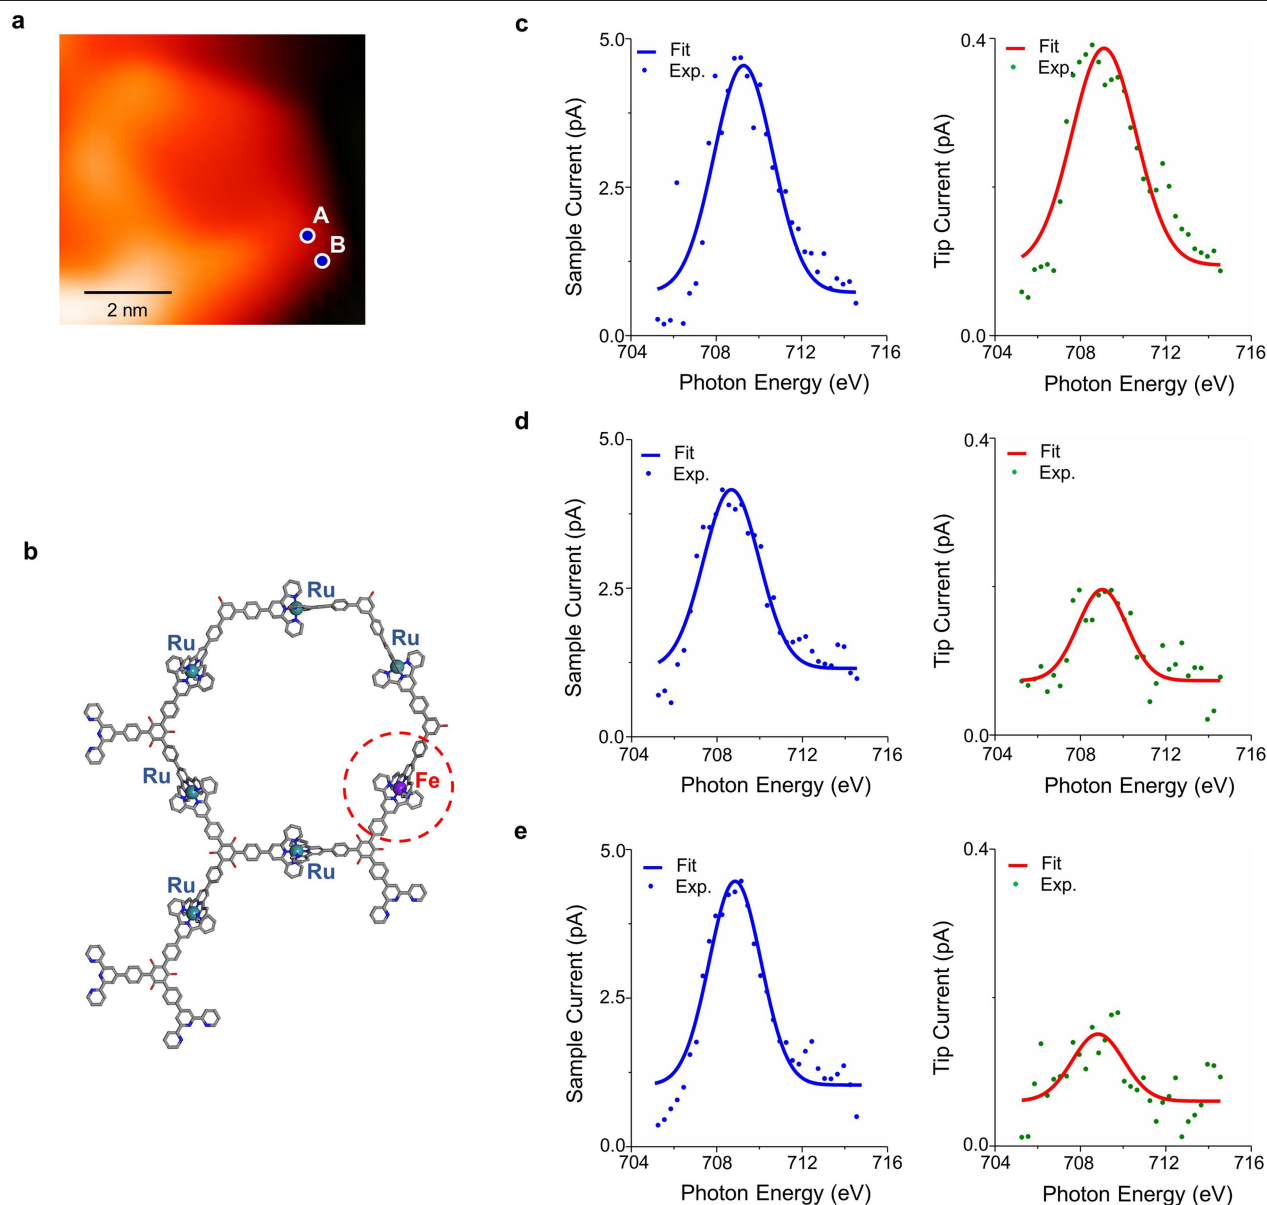 a
A
B
2 nm
b
Ru
Ru
Ru
Ru
Fe
Ru
Ru
c
5.0
2.5
0.0
704
708
712
716
Sample Current (pA)
Photon Energy (eV)
Fit
Exp.
0.4
0.0
704
708
712
716
Tip Current (pA)
Photon Energy (eV)
Fit
Exp.
d
5.0
2.5
0.0
704
708
712
716
Sample Current (pA)
Photon Energy (eV)
Fit
Exp.
0.4
0.0
704
708
712
716
Tip Current (pA)
Photon Energy (eV)
Fit
Exp.
e
5.0
2.5
0.0
704
708
712
716
Sample Current (pA)
Photon Energy (eV)
Fit
Exp.
0.4
0.0
704
708
712
716
Tip Current (pA)
Photon Energy (eV)
Fit
Exp.